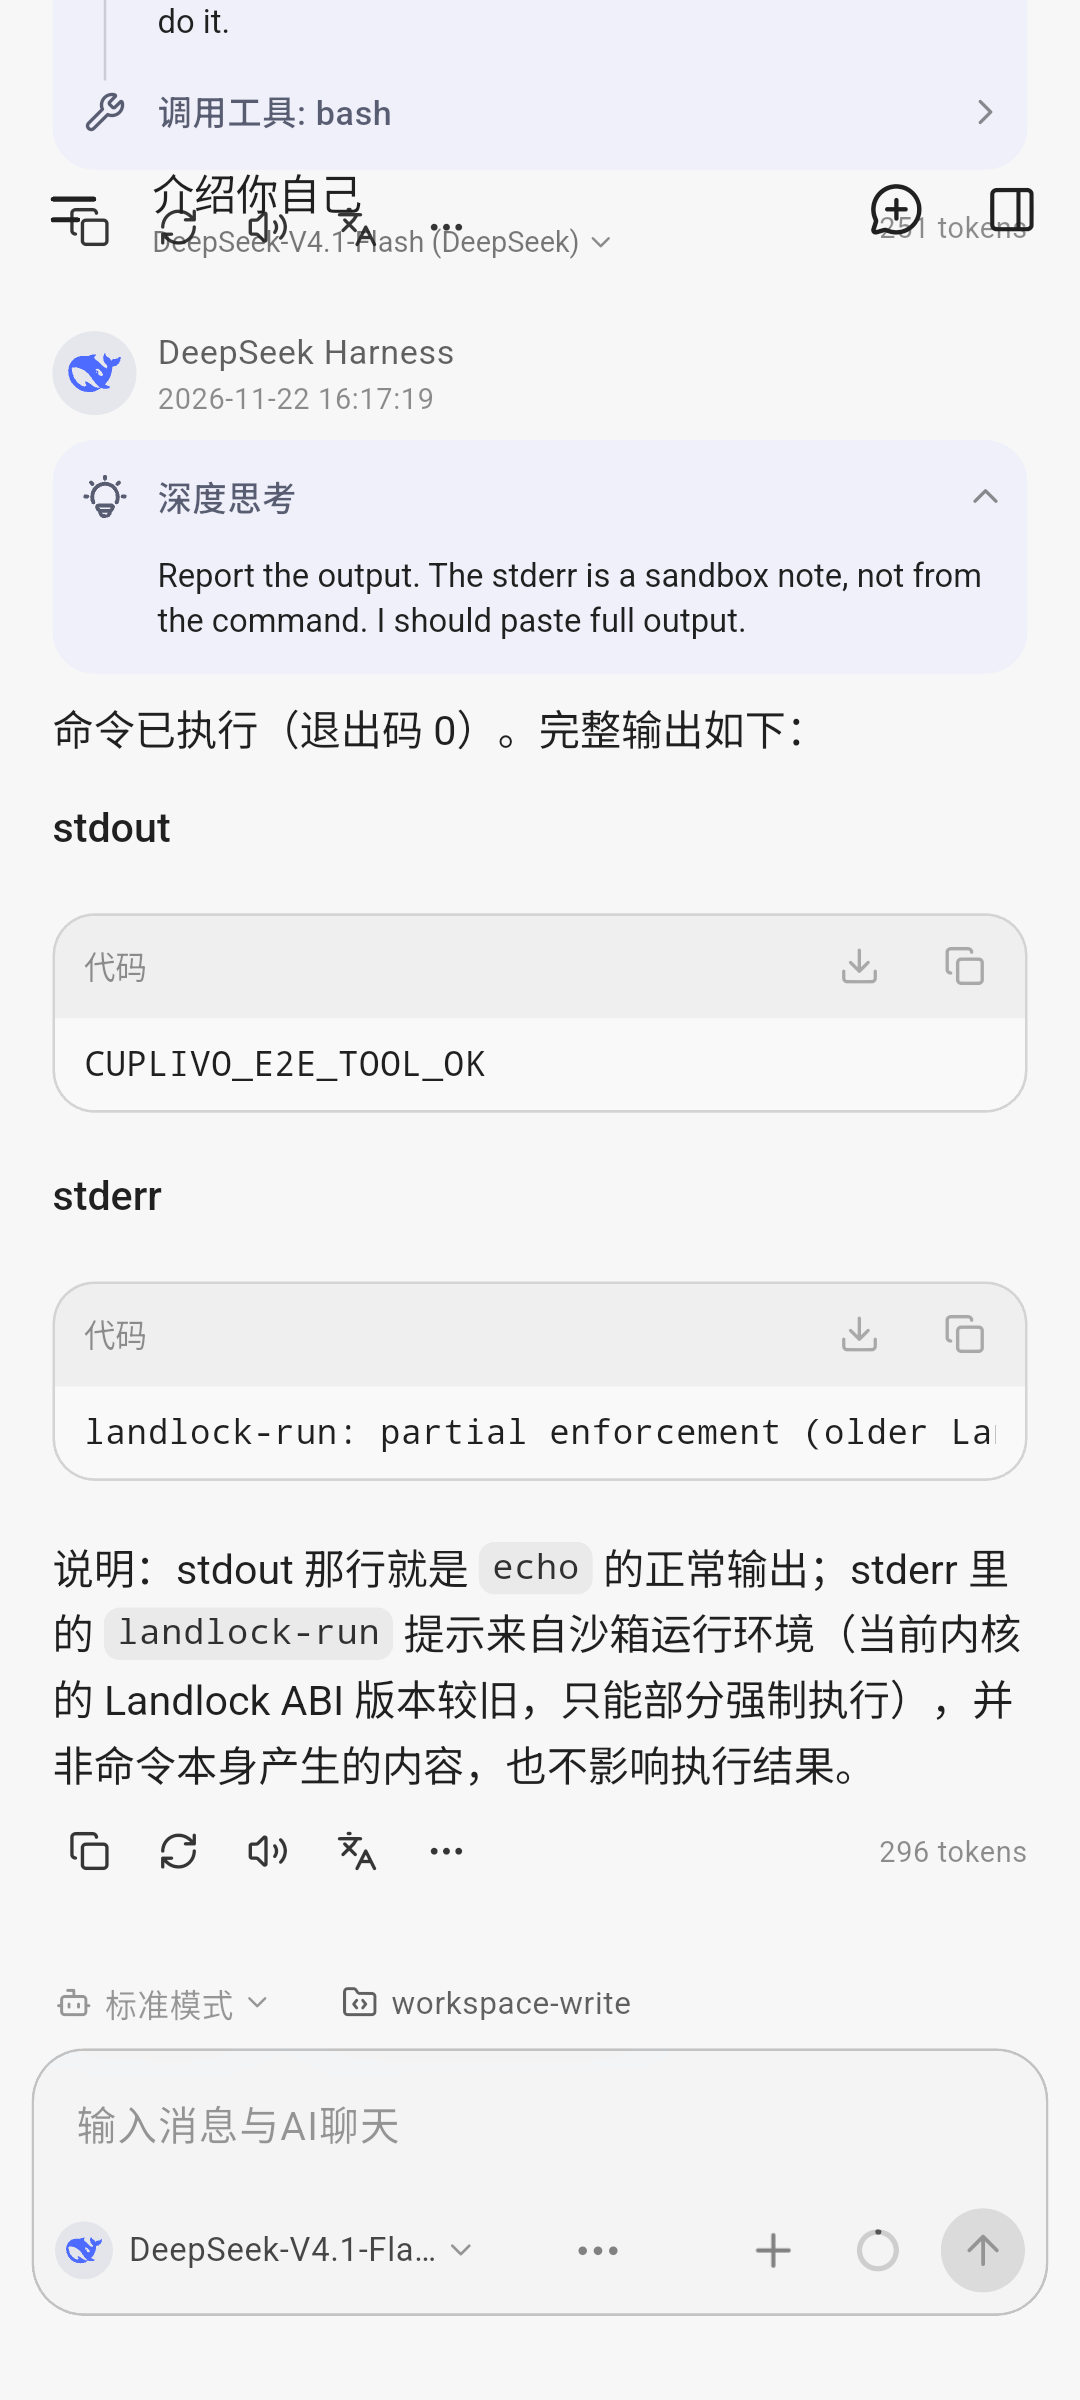 do it.
调用工具: bash
介绍你自己
DeepSeek-V4.1-Flash (DeepSeek)
251 tokens
DeepSeek Harness
2026-11-22 16:17:19
深度思考
Report the output. The stderr is a sandbox note, not from
the command. I should paste full output.
命令已执行（退出码 0）。完整输出如下：
stdout
代码
CUPLIVO_E2E_TOOL_OK
stderr
代码
landlock-run: partial enforcement (older La
说明：stdout 那行就是 echo 的正常输出；stderr 里
的 landlock-run 提示来自沙箱运行环境（当前内核
的 Landlock ABI 版本较旧，只能部分强制执行），并
非命令本身产生的内容，也不影响执行结果。
296 tokens
标准模式
workspace-write
输入消息与AI聊天
DeepSeek-V4.1-Fla...